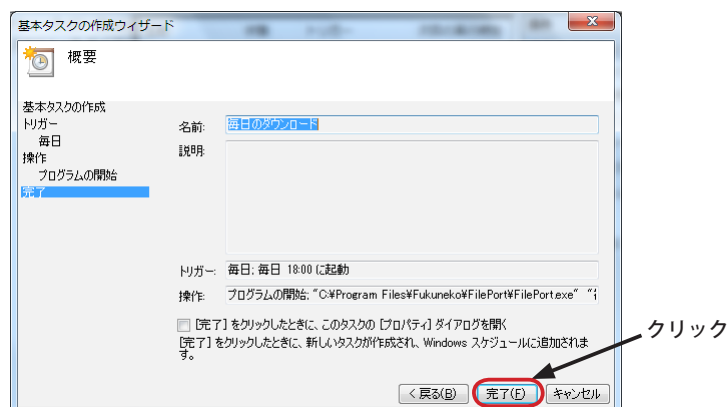 基本タスクの作成ウィザード
概要
基本タスクの作成
トリガー
毎日
操作
プログラムの開始
完了
名前:
毎日のダウンロード
説明:
トリガー:
毎日; 毎日 18:00 に起動
操作:
プログラムの開始; "C:¥Program Files¥Fukuneko¥FilePort¥FilePort.exe"
[完了] をクリックしたときに、このタスクの [プロパティ] ダイアログを開く
[完了] をクリックしたときに、新しいタスクが作成され、Windows スケジュールに追加されま
す。
クリック
< 戻る(B)
完了(F)
キャンセル